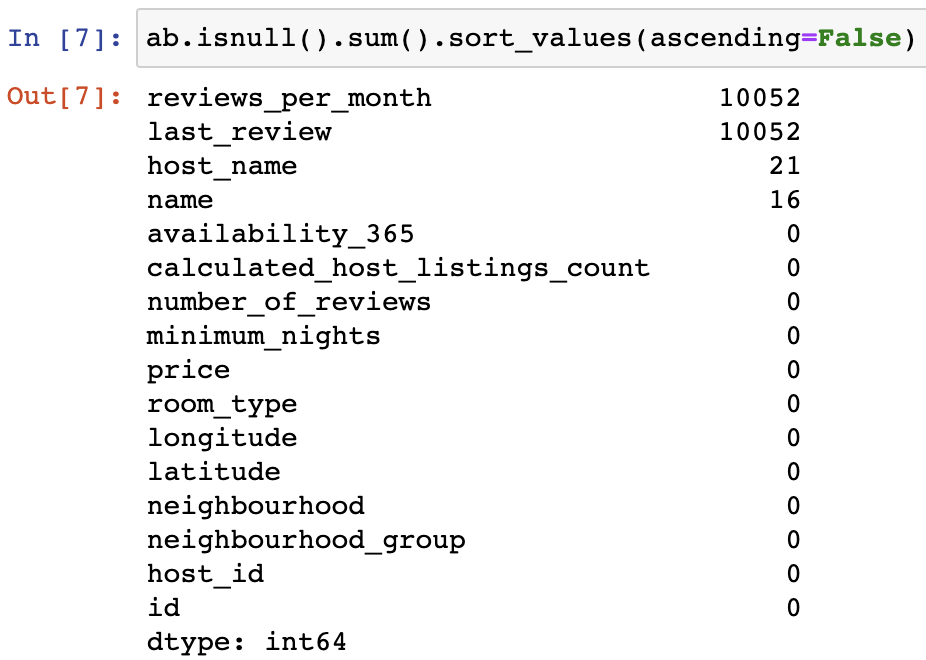 In [7]: ab.isnull().sum().sort_values(ascending=False)
Out[7]: reviews_per_month 10052
last_review 10052
host_name 21
name 16
availability_365 0
calculated_host_listings_count 0
number_of_reviews 0
minimum_nights 0
price 0
room_type 0
longitude 0
latitude 0
neighbourhood 0
neighbourhood_group 0
host_id 0
id 0
dtype: int64